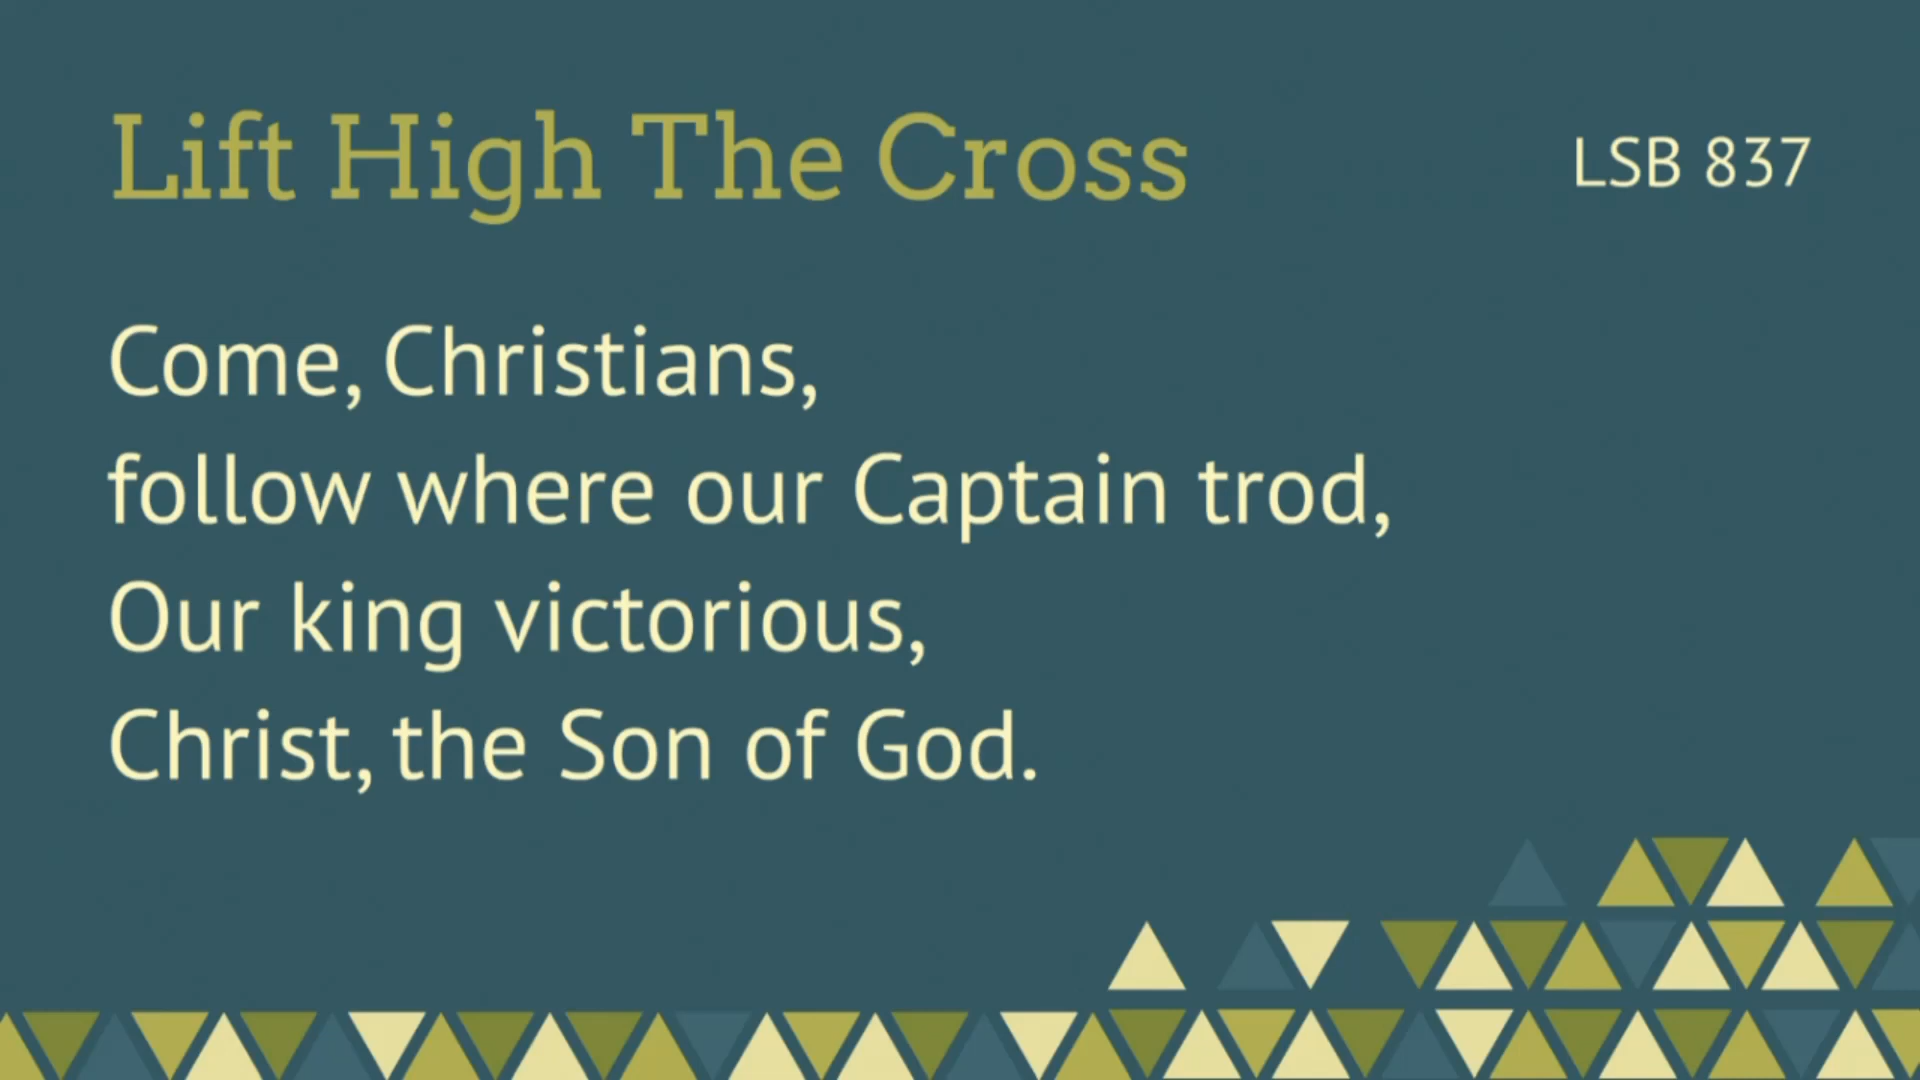 Lift High The Cross
LSB 837
Come, Christians,
follow where our Captain trod,
Our king victorious,
Christ, the Son of God.